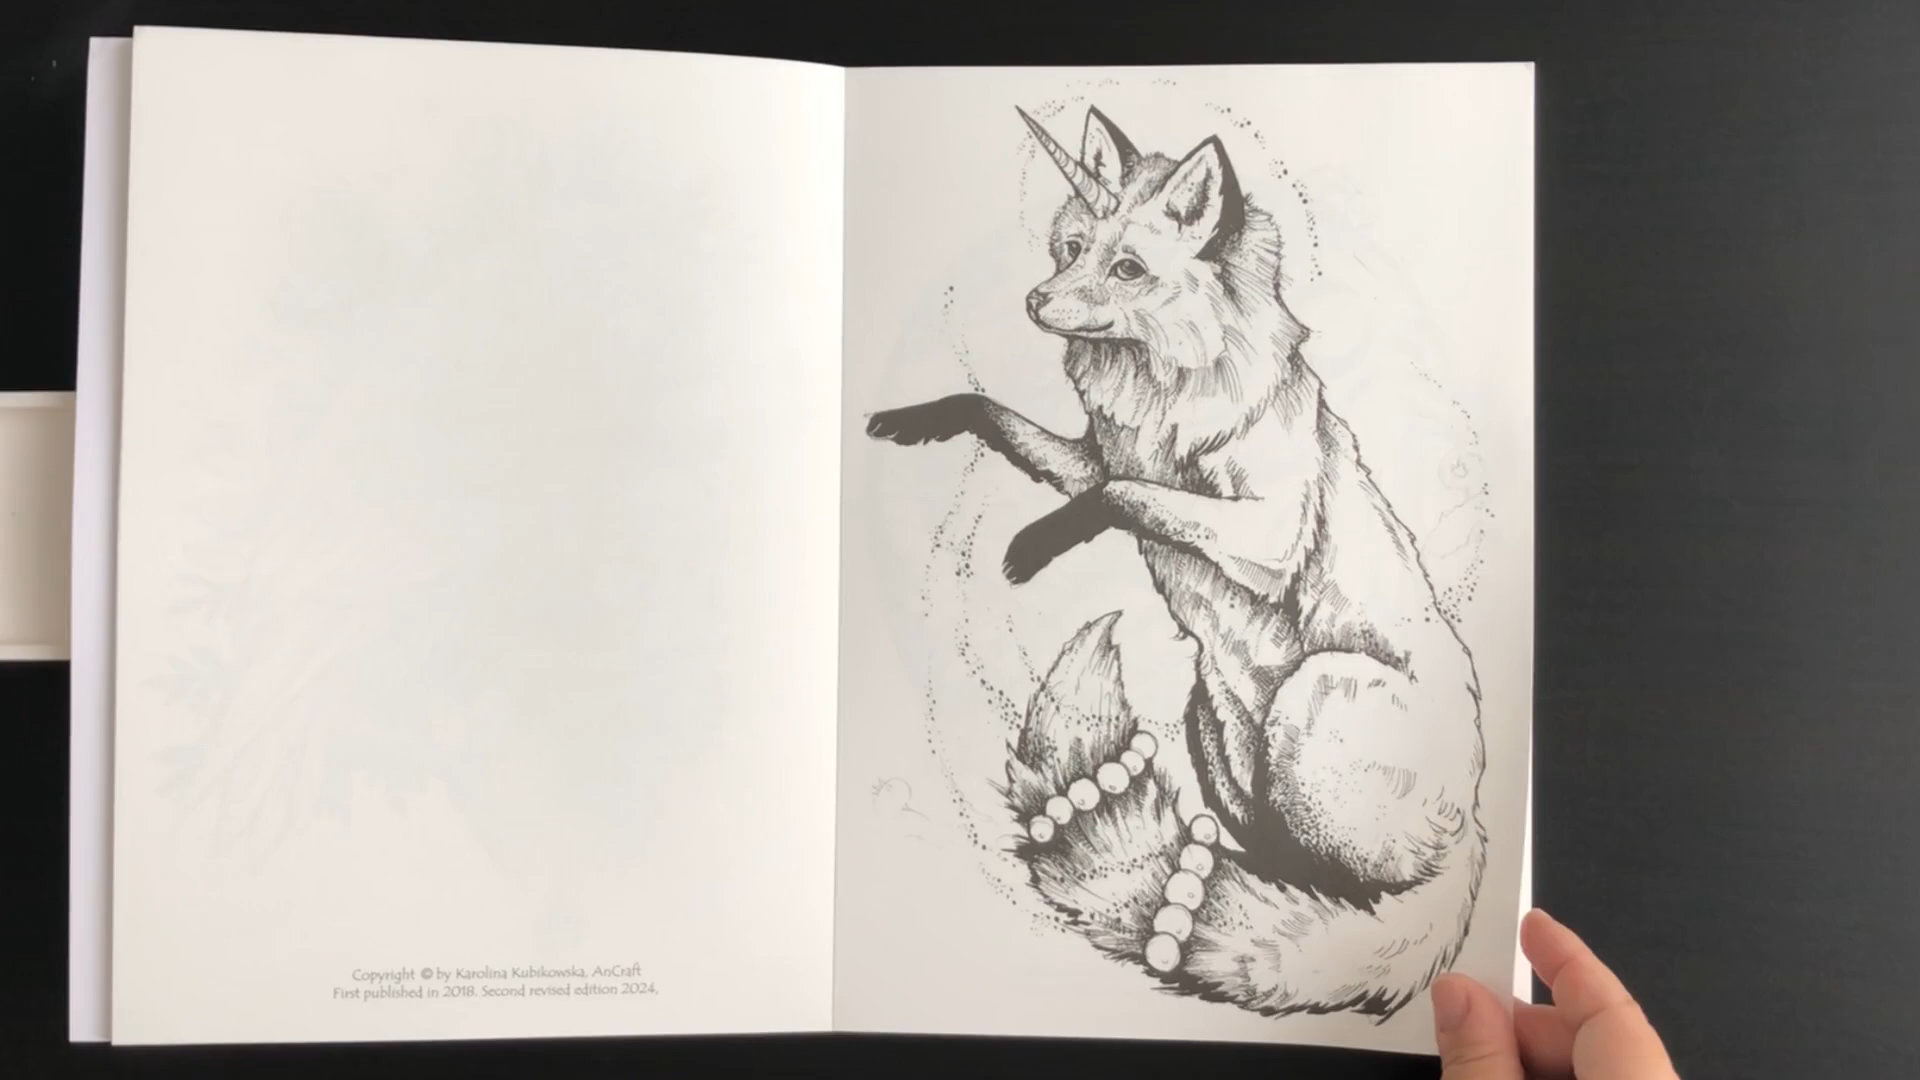 Copyright © by Karolina Kubikowska, AnCraft
First published in 2018. Second revised edition 2024,